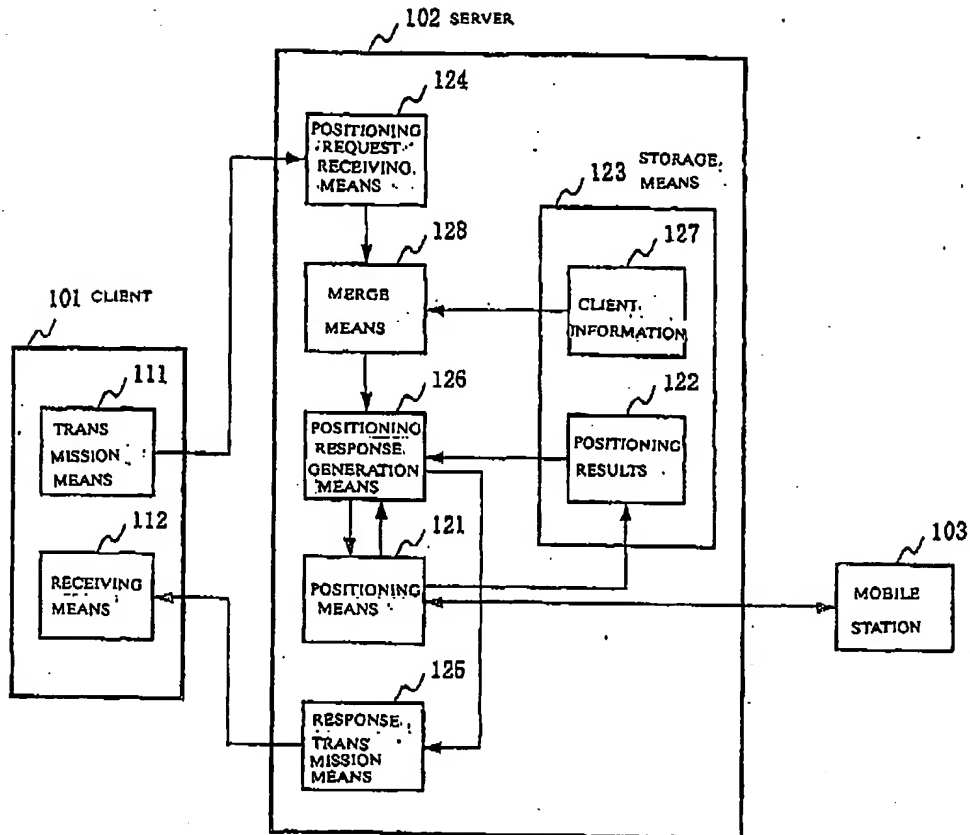 102 SERVER
124
POSITIONING
REQUEST
RECEIVING
MEANS
123
STORAGE
MEANS
128
MERGE
MEANS
127
CLIENT
INFORMATION
101 CLIENT
111
TRANS
MISSION
MEANS
126
POSITIONING
RESPONSE
GENERATION
MEANS
122
POSITIONING
RESULTS
112
RECEIVING
MEANS
121
POSITIONING
MEANS
103
MOBILE
STATION
125
RESPONSE
TRANS
MISSION
MEANS